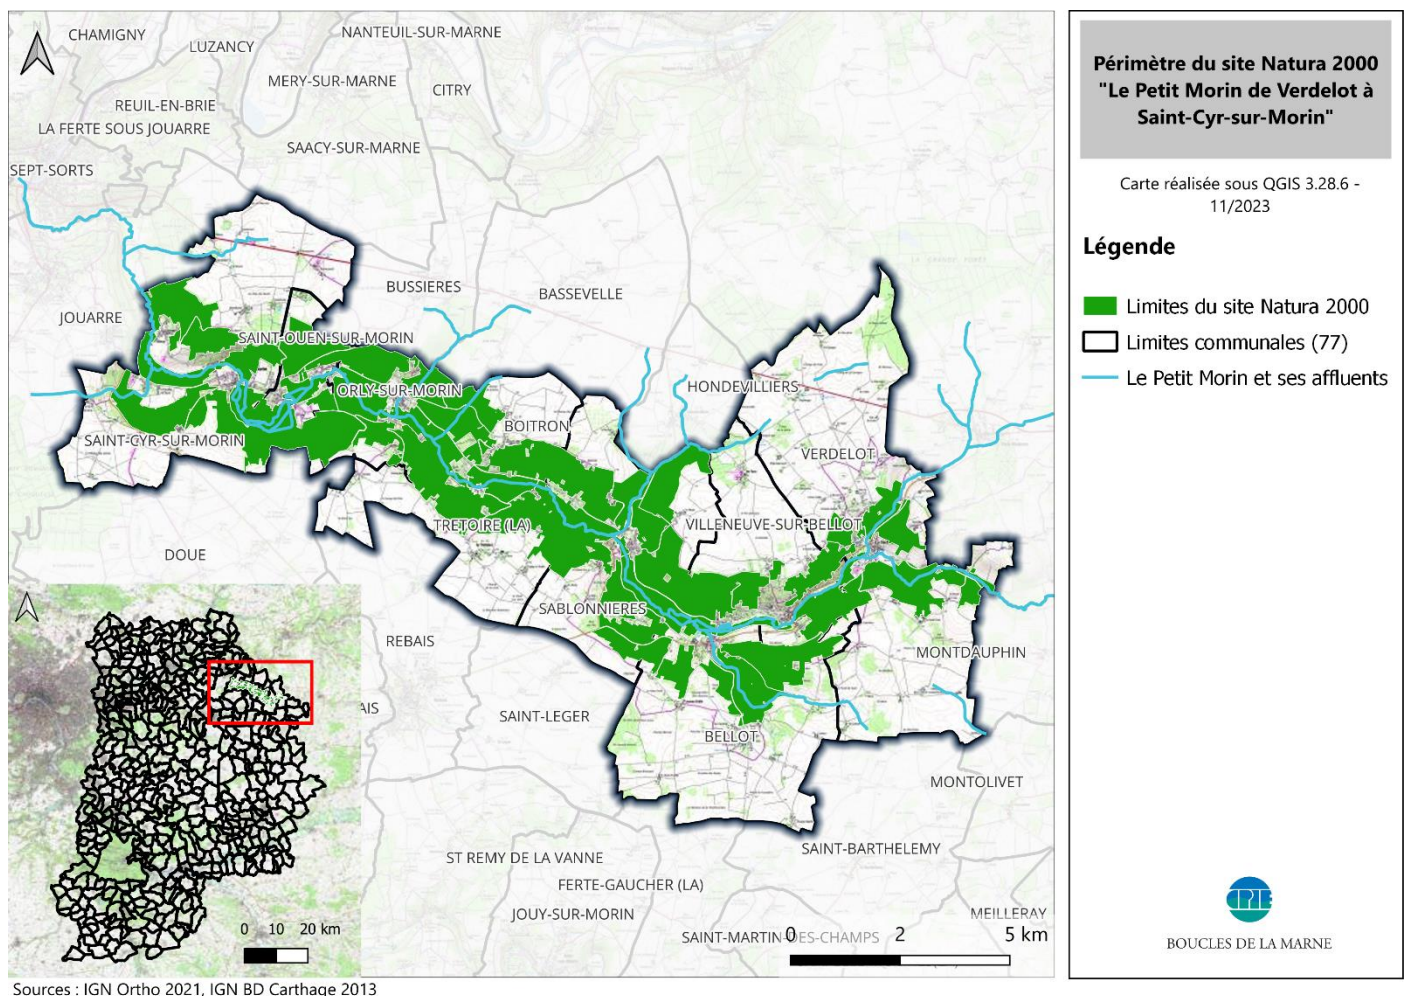 CHAMIGNY
LUZANCY
NANTEUIL-SUR-MARNE
MERY-SUR-MARNE
CITRY
REUIL-EN-BRIE
LA FERTE SOUS JOUARRE
SAACY-SUR-MARNE
SEPT-SORTS
BUSSIERES
BASSEVELLE
JOUARRE
SAINT-OUEN-SUR-MORIN
ORLY-SUR-MORIN
HONDEVILLIERS
BOITRON
SAINT-CYR-SUR-MORIN
VERDELOT
TRETOIRE (LA)
VILLENEUVE-SUR-BELLOT
DOUE
SABLONNIERES
REBAIS
MONTDAUPHIN
AIS
SAINT-LEGER
BELLOT
MONTOLIVET
SAINT-BARTHELEMY
ST REMY DE LA VANNE
FERTE-GAUCHER (LA)
JOUY-SUR-MORIN
MEILLERAY
SAINT-MARTIN-DES-CHAMPS
0 2 5 km
0 10 20 km
Périmètre du site Natura 2000
"Le Petit Morin de Verdelot à
Saint-Cyr-sur-Morin"
Carte réalisée sous QGIS 3.28.6 -
11/2023
Légende
Limites du site Natura 2000
Limites communales (77)
Le Petit Morin et ses affluents
CPIE
BOUCLES DE LA MARNE
Sources : IGN Ortho 2021, IGN BD Carthage 2013